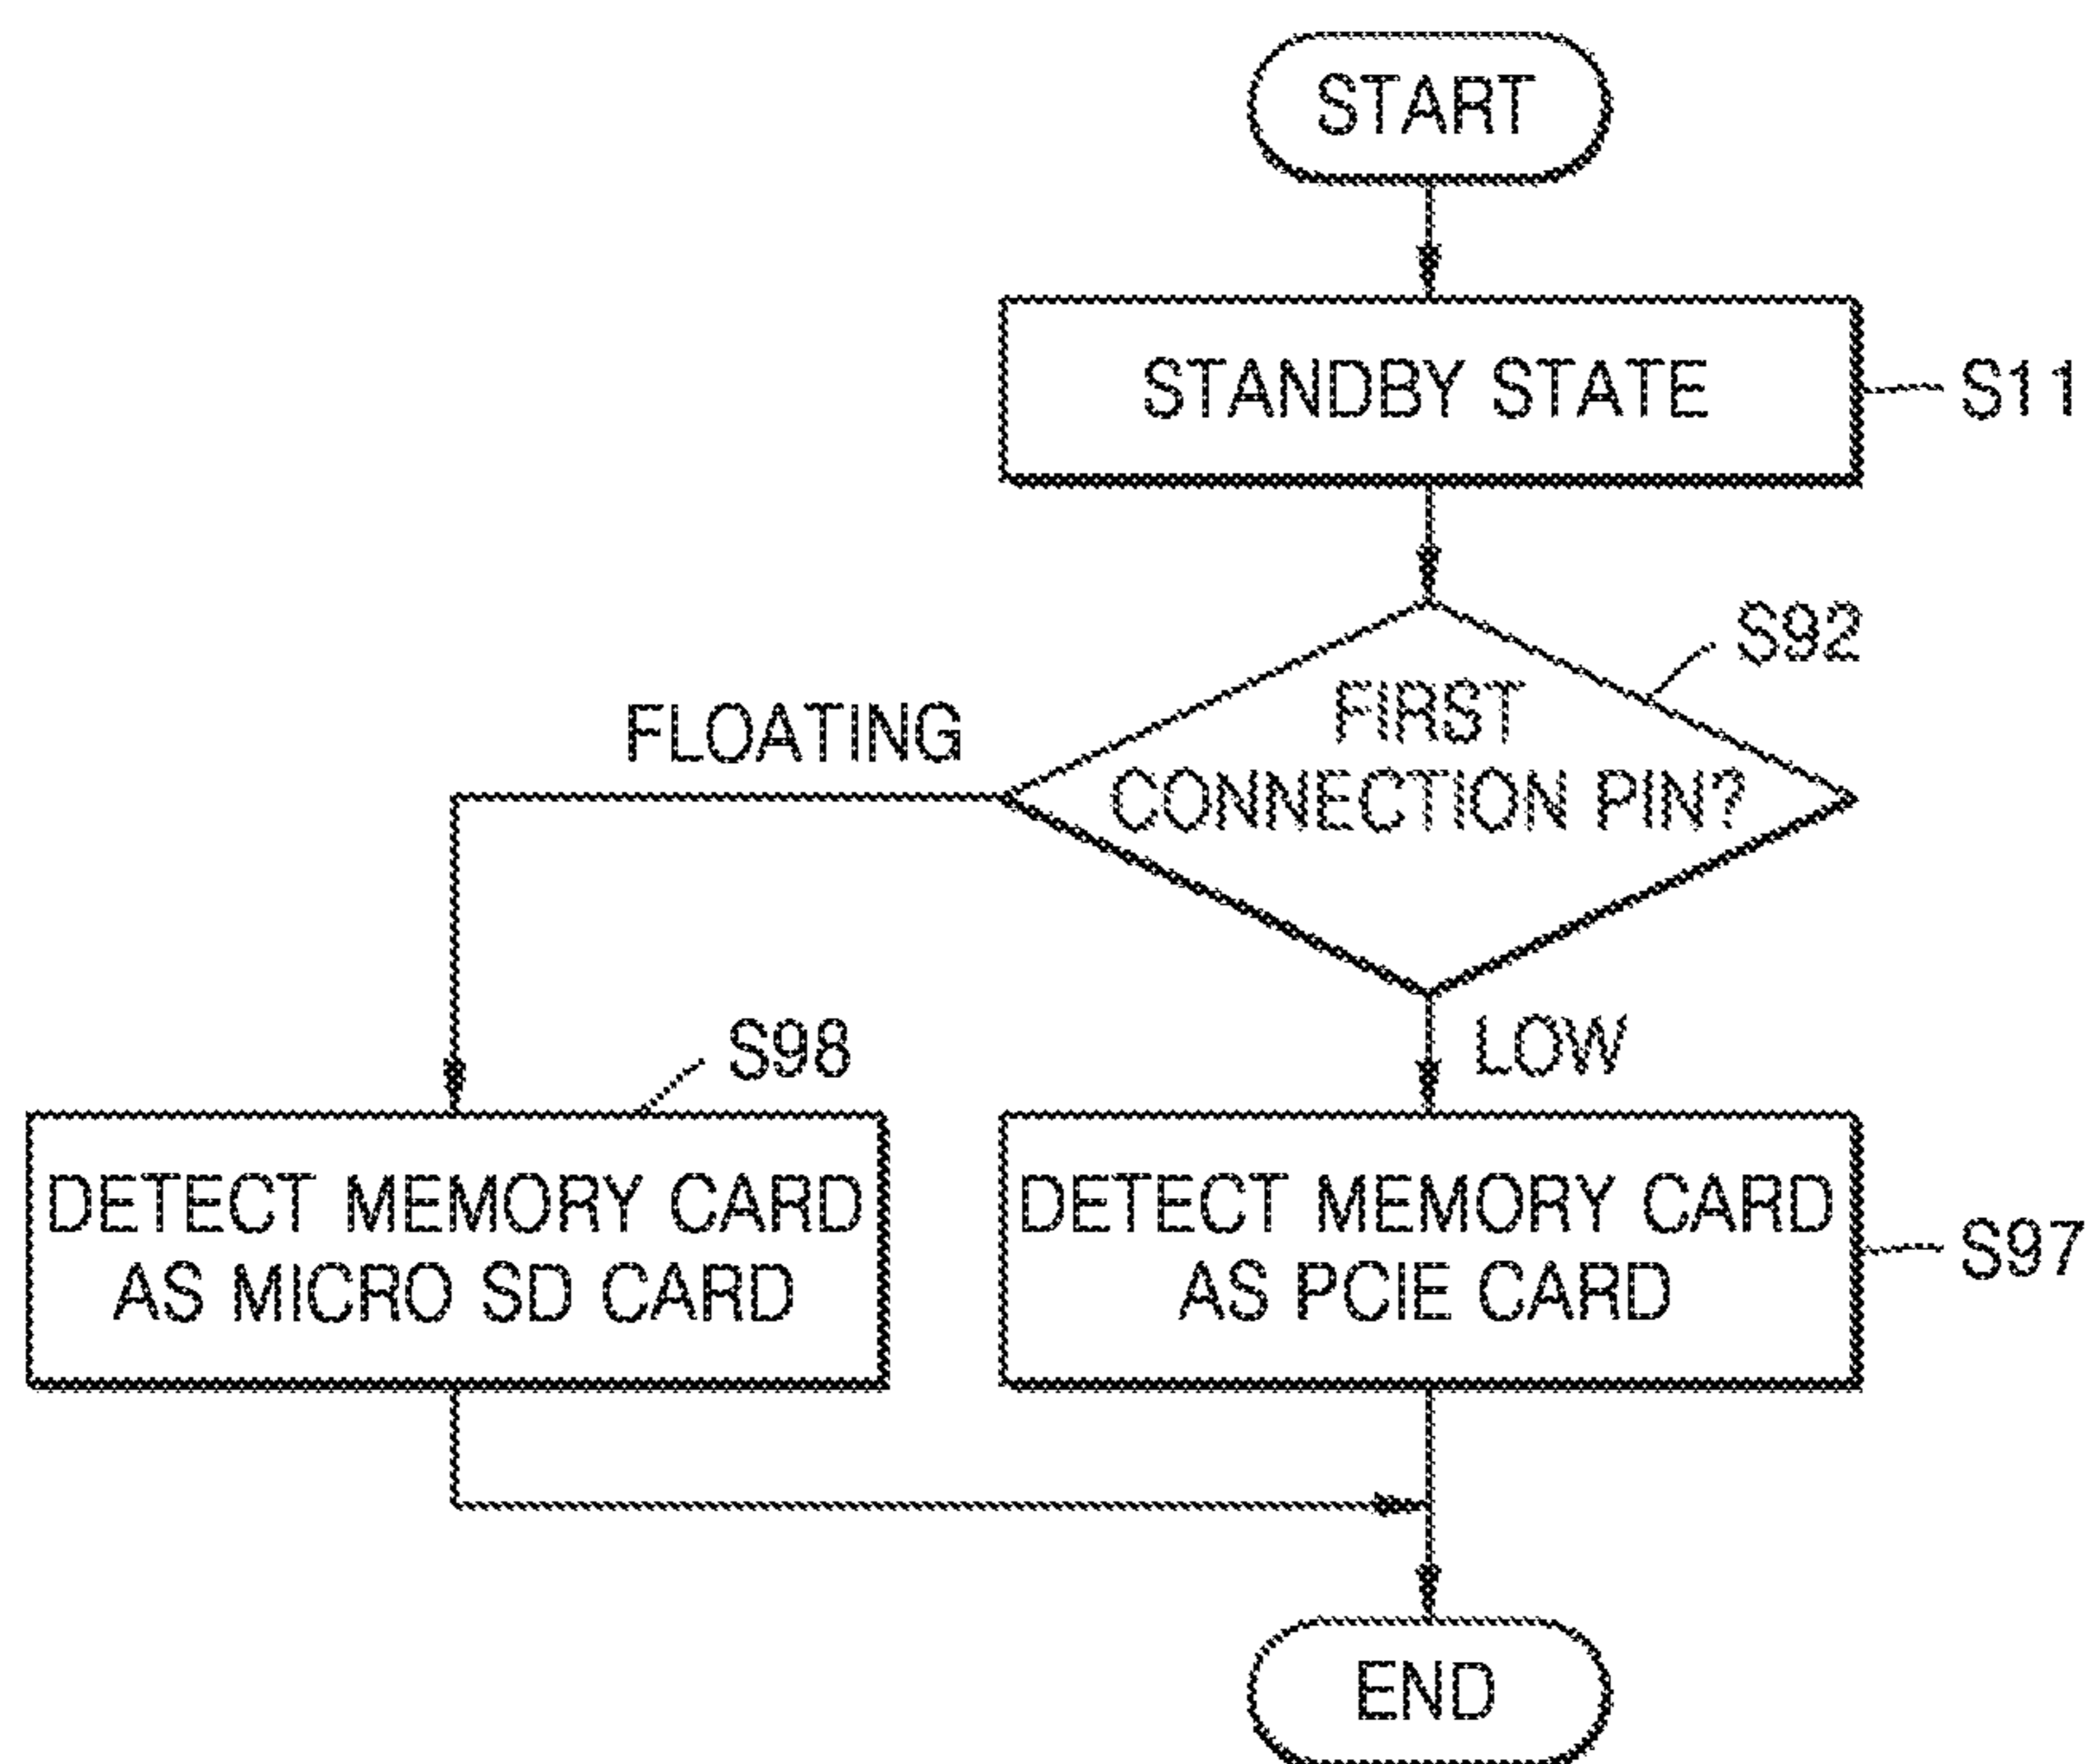 START
STANDBY STATE
S11
S92
FIRST
CONNECTION PIN?
FLOATING
LOW
S98
DETECT MEMORY CARD
AS MICRO SD CARD
DETECT MEMORY CARD
AS PCIE CARD
S97
END